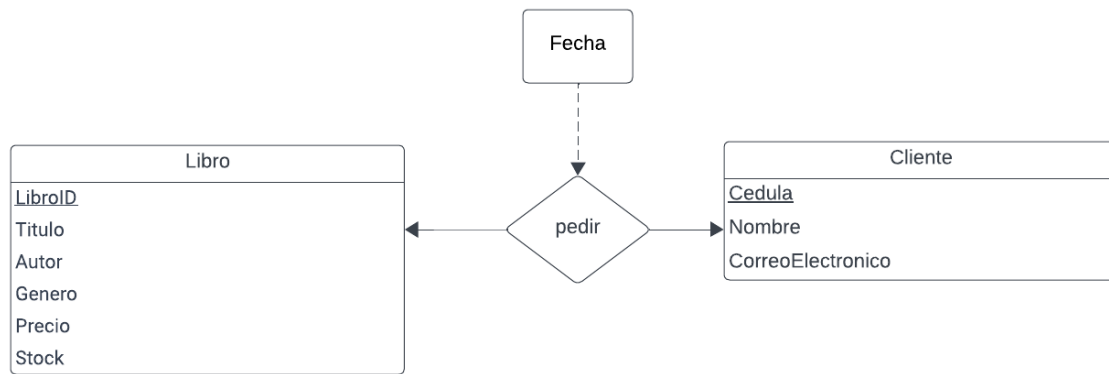 Fecha
Libro
LibroID
Titulo
Autor
Genero
Precio
Stock
pedir
Cliente
Cedula
Nombre
CorreoElectronico